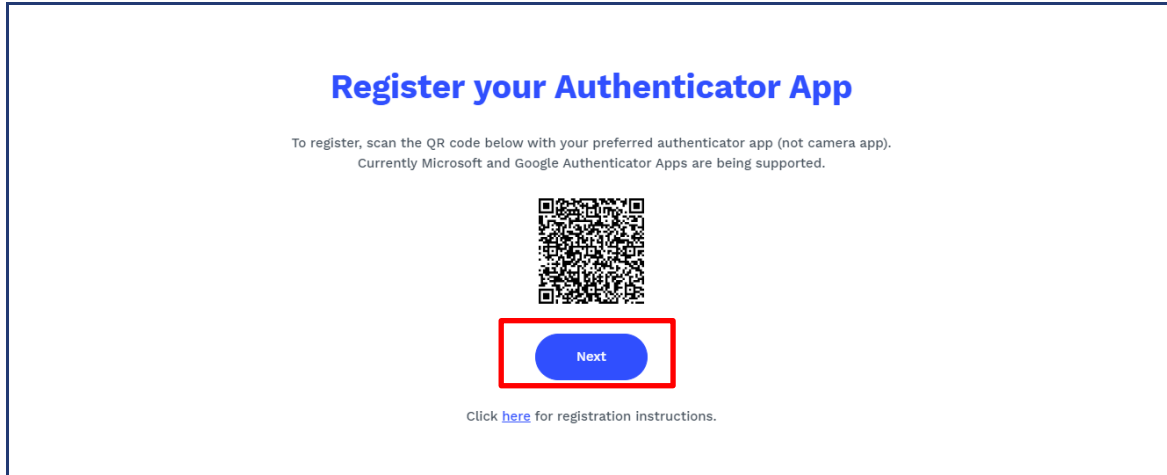 Register your Authenticator App
To register, scan the QR code below with your preferred authenticator app (not camera app).
Currently Microsoft and Google Authenticator Apps are being supported.
Next
Click here for registration instructions.